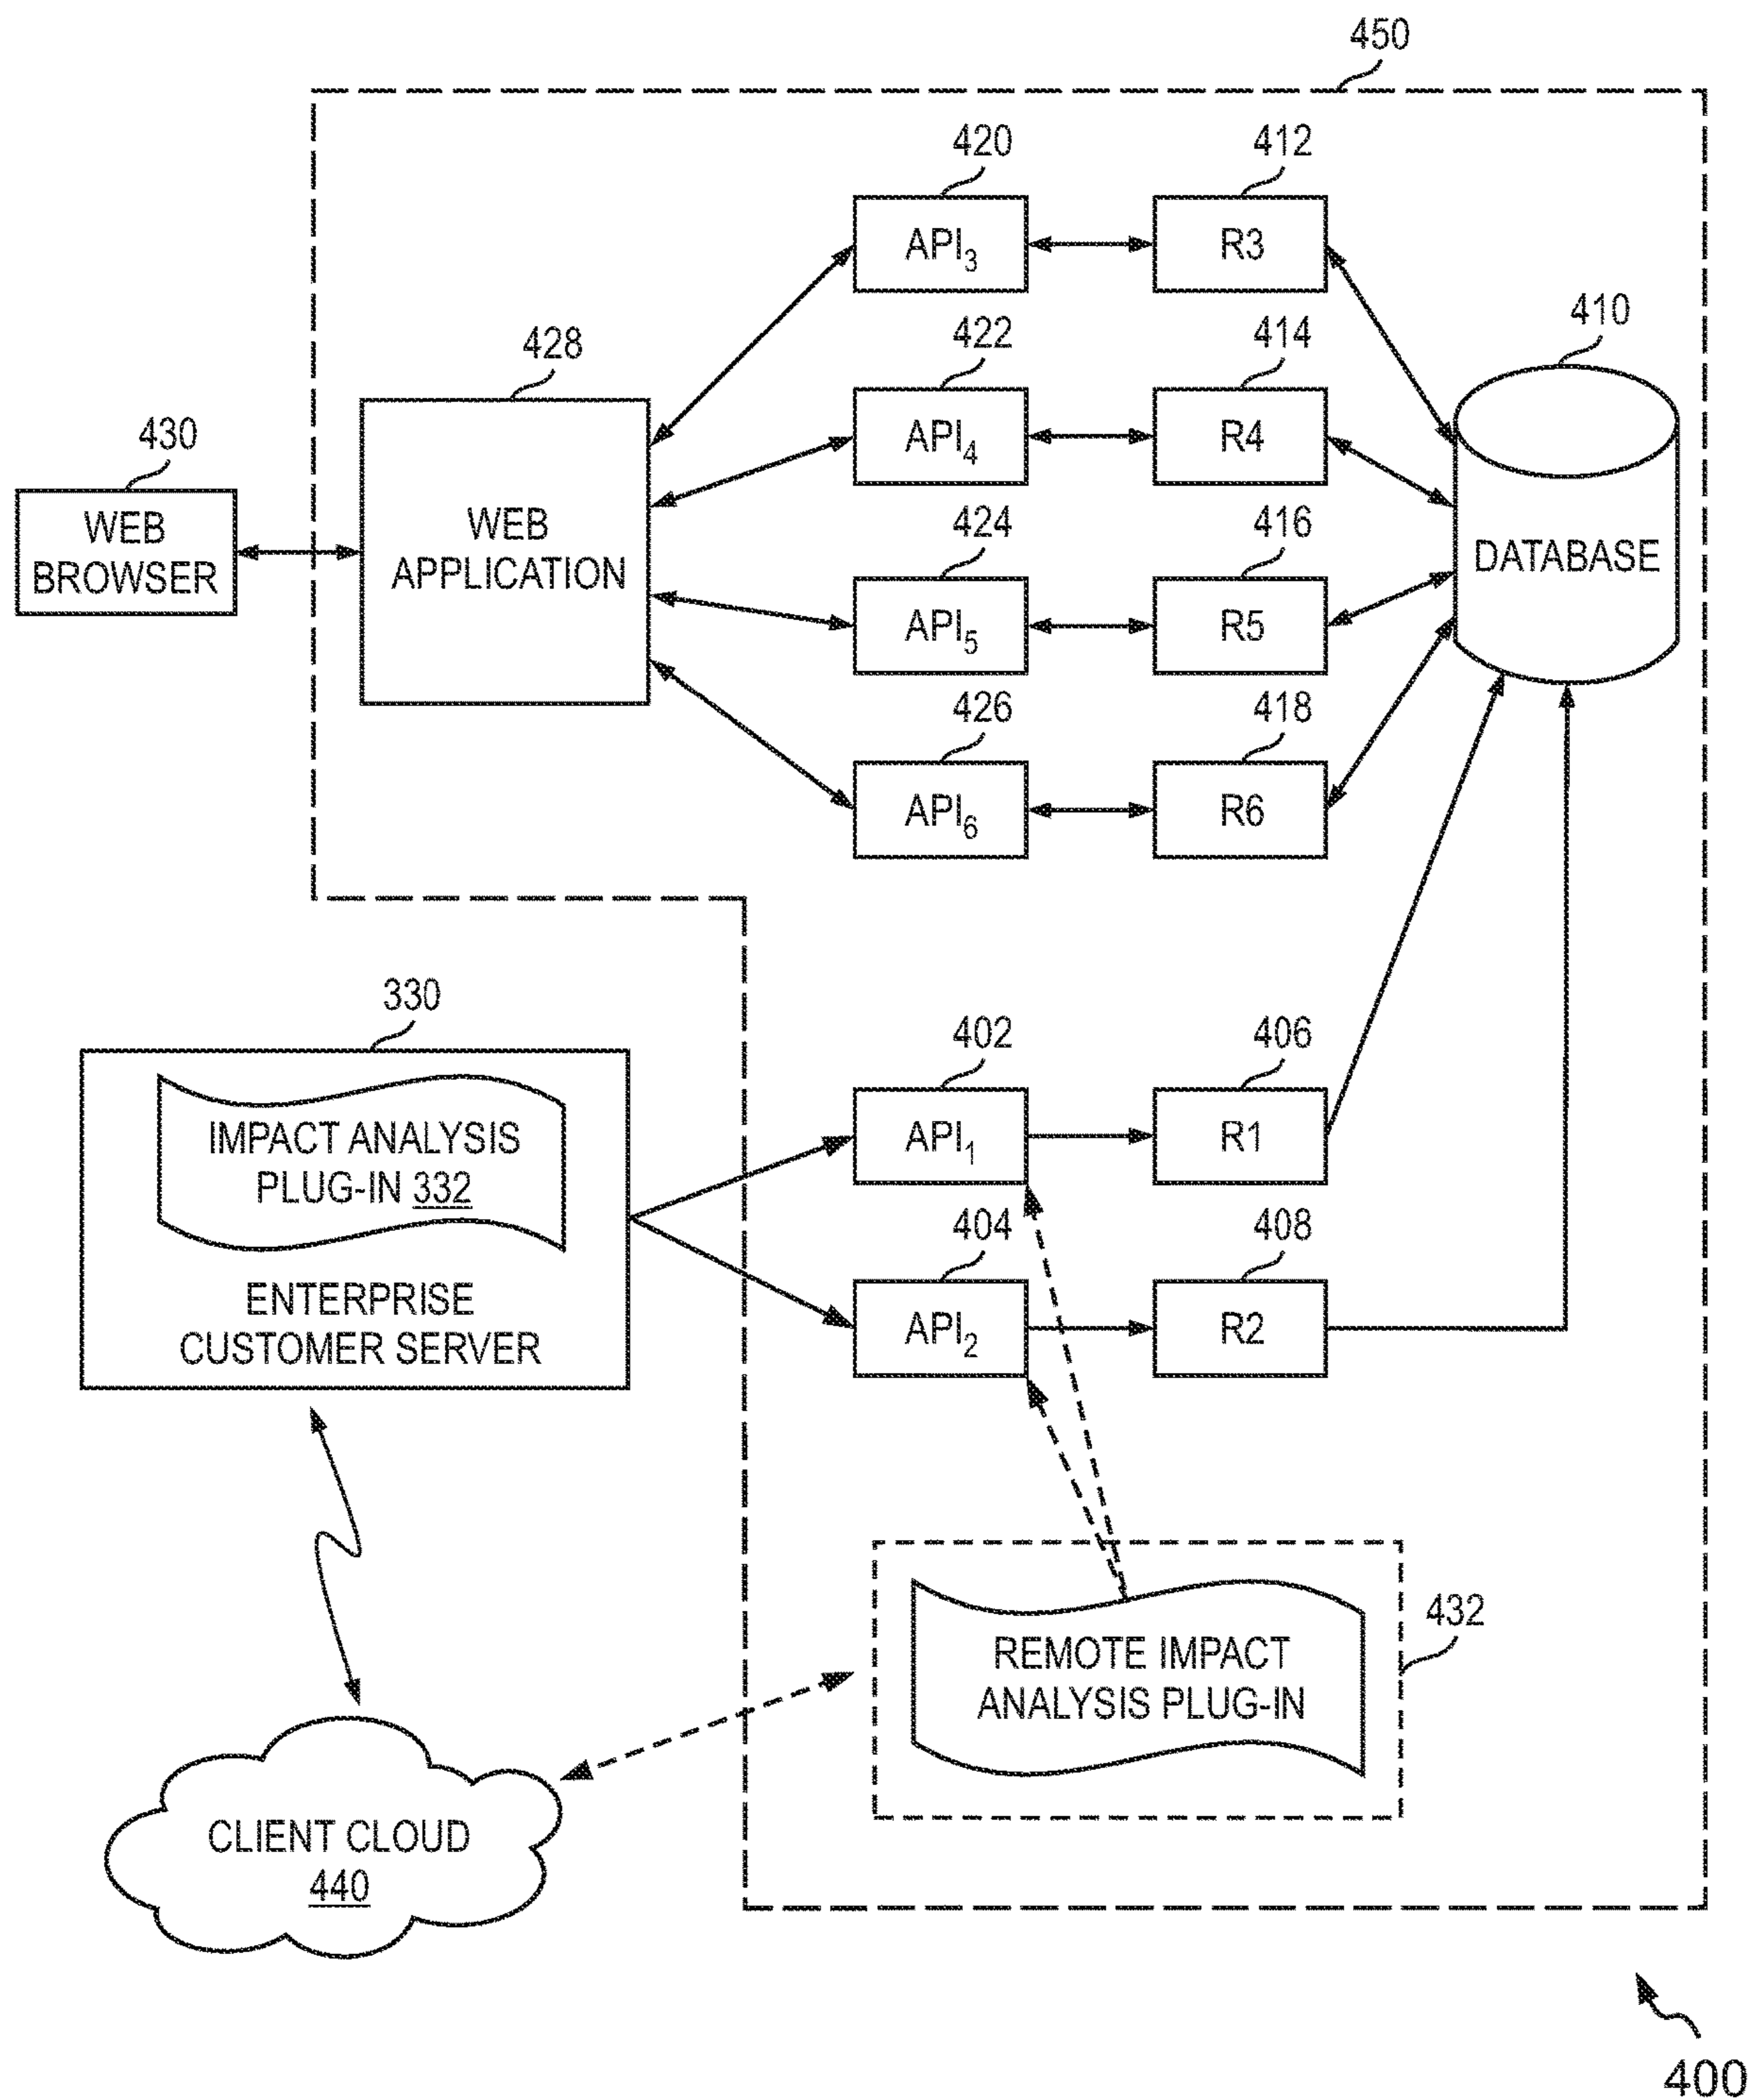 450
420
412
API3
R3
410
422
414
428
API4
R4
430
WEB
BROWSER
WEB
APPLICATION
424
416
DATABASE
API5
R5
426
418
API6
R6
330
402
406
IMPACT ANALYSIS
PLUG-IN 332
API1
R1
404
408
ENTERPRISE
CUSTOMER SERVER
API2
R2
432
REMOTE IMPACT
ANALYSIS PLUG-IN
CLIENT CLOUD
440
400